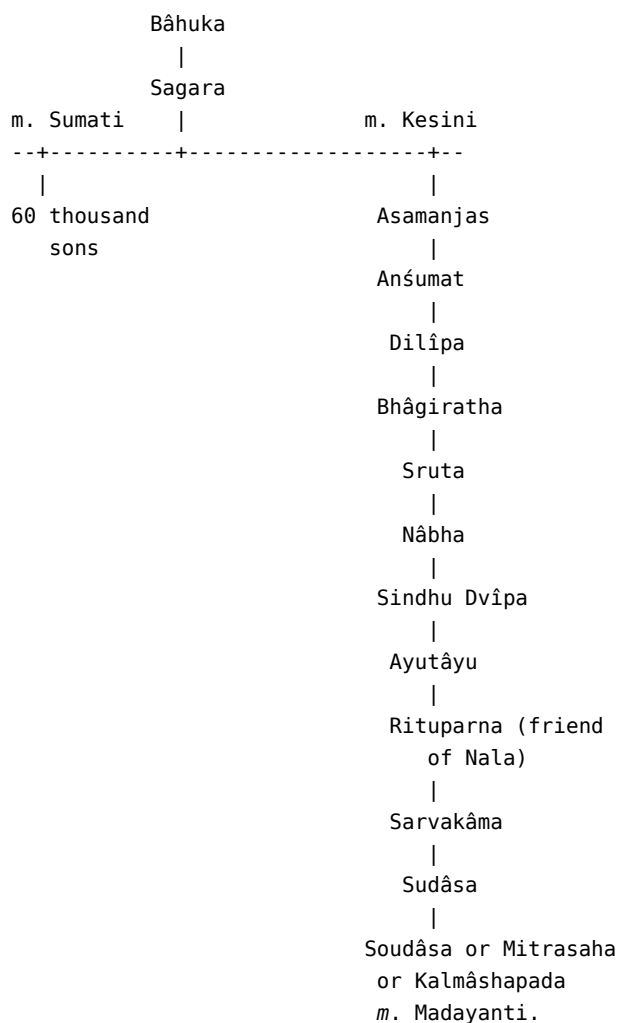 Bâhuka
|
Sagara
m. Sumati | m. Kesini
--+----------+-------------------+--
| |
60 thousand Asamanjas
sons |
Anśumat
|
Dilîpa
|
Bhâgiratha
|
Sruta
|
Nâbha
|
Sindhu Dvîpa
|
Ayutâyu
|
Rituparna (friend
of Nala)
|
Sarvakâma
|
Sudâsa
|
Soudâsa or Mitrasaha
or Kalmâshapada
m. Madayanti.